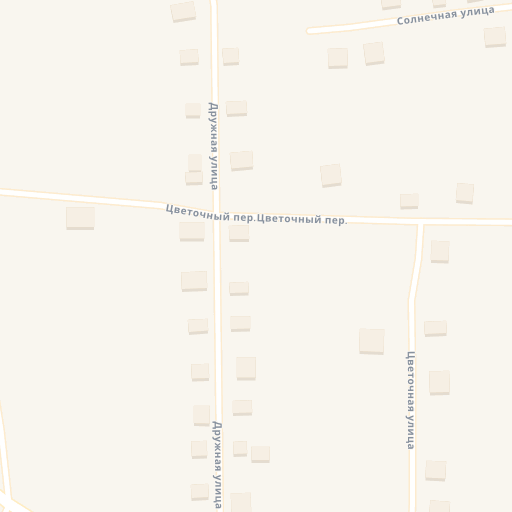 Солнечная улица
Дружная улица
Цветочный пер.Цветочный пер.
Цветочная улица
Дружная улица